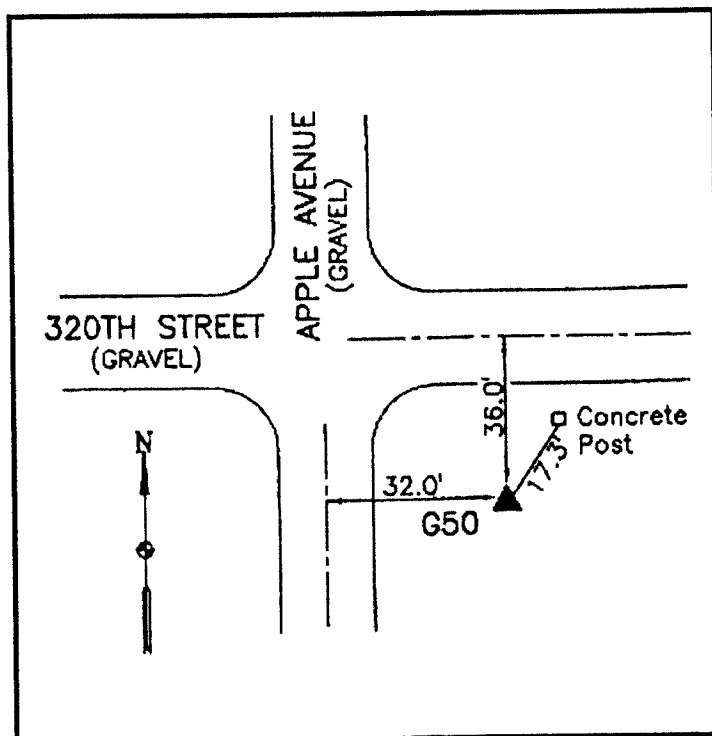 APPLE AVENUE
(GRAVEL)
320TH STREET
(GRAVEL)
36.0'
Concrete
Post
17.3'
N
32.0'
G50